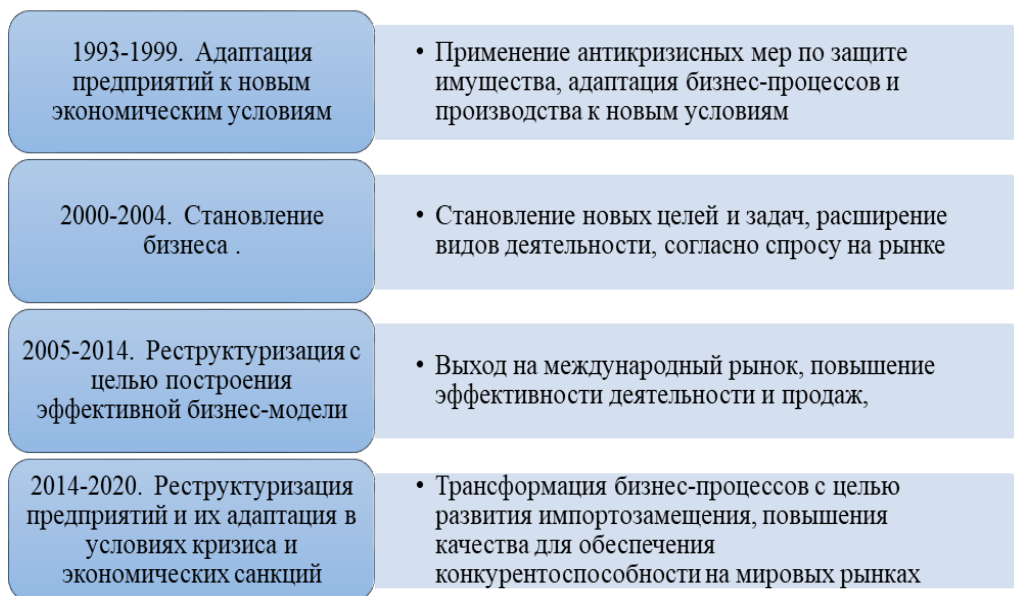 1993-1999. Адаптация
предприятий к новым
экономическим условиям
• Применение антикризисных мер по защите
имущества, адаптация бизнес-процессов и
производства к новым условиям
2000-2004. Становление
бизнеса .
• Становление новых целей и задач, расширение
видов деятельности, согласно спросу на рынке
2005-2014. Реструктуризация с
целью построения
эффективной бизнес-модели
• Выход на международный рынок, повышение
эффективности деятельности и продаж,
2014-2020. Реструктуризация
предприятий и их адаптация в
условиях кризиса и
экономических санкций
• Трансформация бизнес-процессов с целью
развития импортозамещения, повышения
качества для обеспечения
конкурентоспособности на мировых рынках